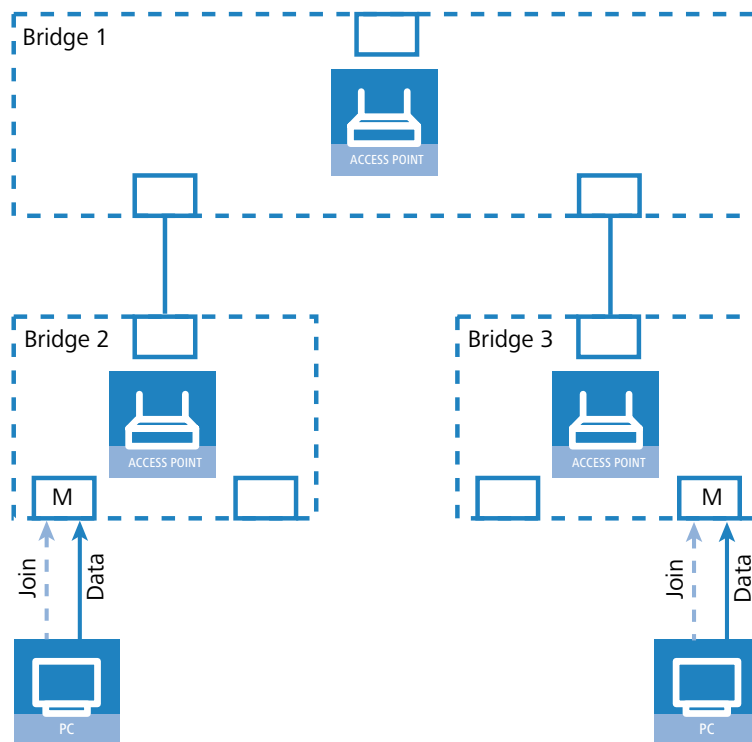 Bridge 1
ACCESS POINT
Bridge 2
Bridge 3
ACCESS POINT
ACCESS POINT
M
M
Join
Data
Join
Data
PC
PC